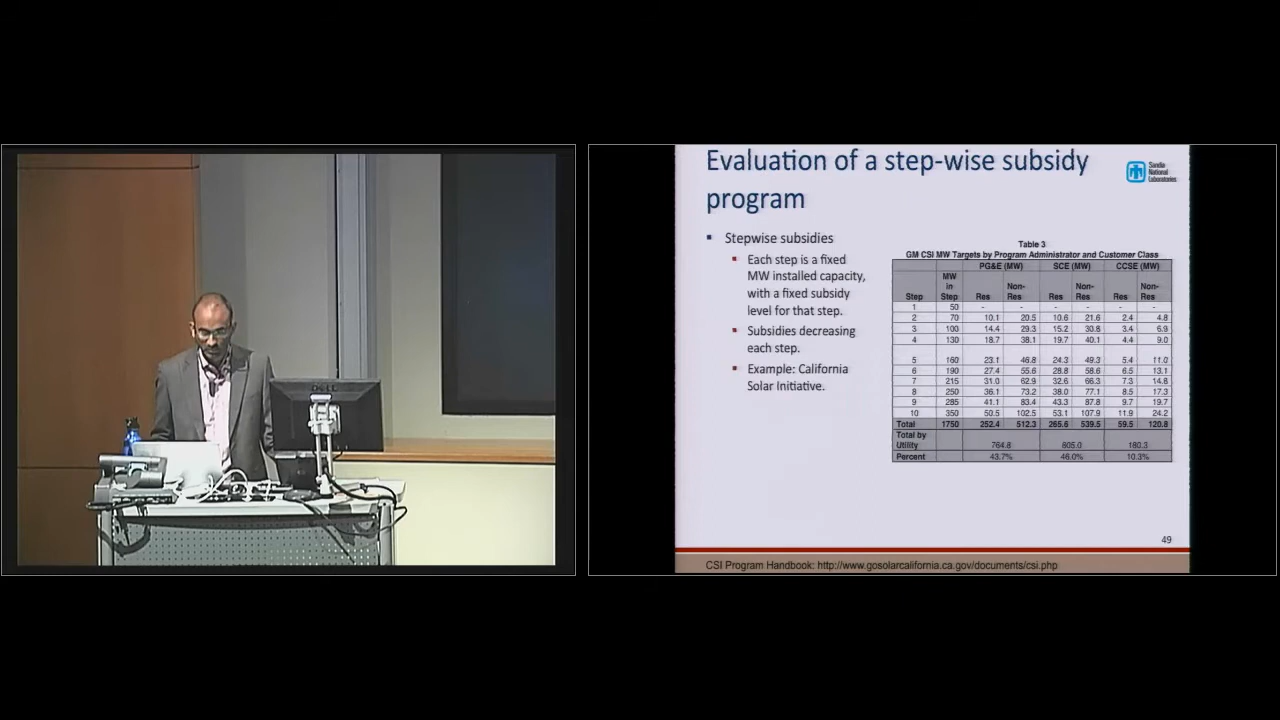 DELL
Evaluation of a step-wise subsidy
program
Sandia
National
Laboratories
▪ Stepwise subsidies
▪ Each step is a fixed
MW installed capacity,
with a fixed subsidy
level for that step.
▪ Subsidies decreasing
each step.
▪ Example: California
Solar Initiative.
Table 3
GM CSI MW Targets by Program Administrator and Customer Class
PG&E (MW) SCE (MW) CCSE (MW)
Step MW in Step Res Non-Res Res Non-Res Res Non-Res
1 50 - - - - - -
2 70 10.1 20.5 10.6 21.6 2.4 4.8
3 100 14.4 29.3 15.2 30.8 3.4 6.9
4 130 18.7 38.1 19.7 40.1 4.4 9.0
5 160 23.1 46.8 24.3 49.3 5.4 11.0
6 190 27.4 55.6 28.8 58.6 6.5 13.1
7 215 31.0 62.9 32.6 66.3 7.3 14.8
8 250 36.1 73.2 38.0 77.1 8.5 17.3
9 285 41.1 83.4 43.3 87.8 9.7 19.7
10 350 50.5 102.5 53.1 107.9 11.9 24.2
Total 1750 252.4 512.3 265.6 539.5 59.5 120.8
Total by Utility 764.8 805.0 180.3
Percent 43.7% 46.0% 10.3%
49
CSI Program Handbook: http://www.gosolarcalifornia.ca.gov/documents/csi.php